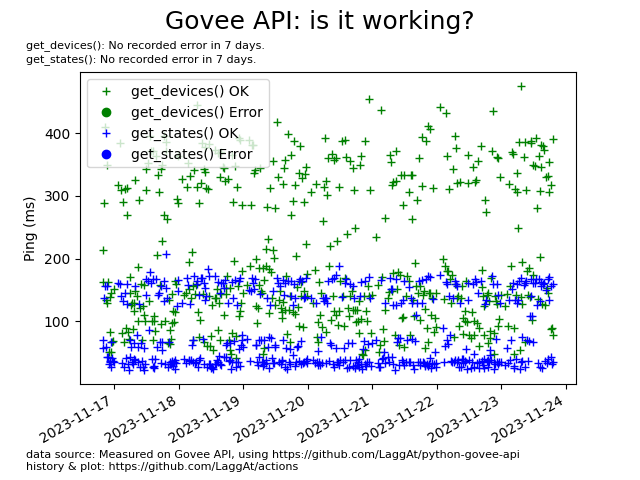 Govee API: is it working?
get_devices(): No recorded error in 7 days.
get_states(): No recorded error in 7 days.
get_devices() OK
get_devices() Error
get_states() OK
get_states() Error
Ping (ms)
400
300
200
100
2023-11-17
2023-11-18
2023-11-19
2023-11-20
2023-11-21
2023-11-22
2023-11-23
2023-11-24
data source: Measured on Govee API, using https://github.com/LaggAt/python-govee-api
history & plot: https://github.com/LaggAt/actions